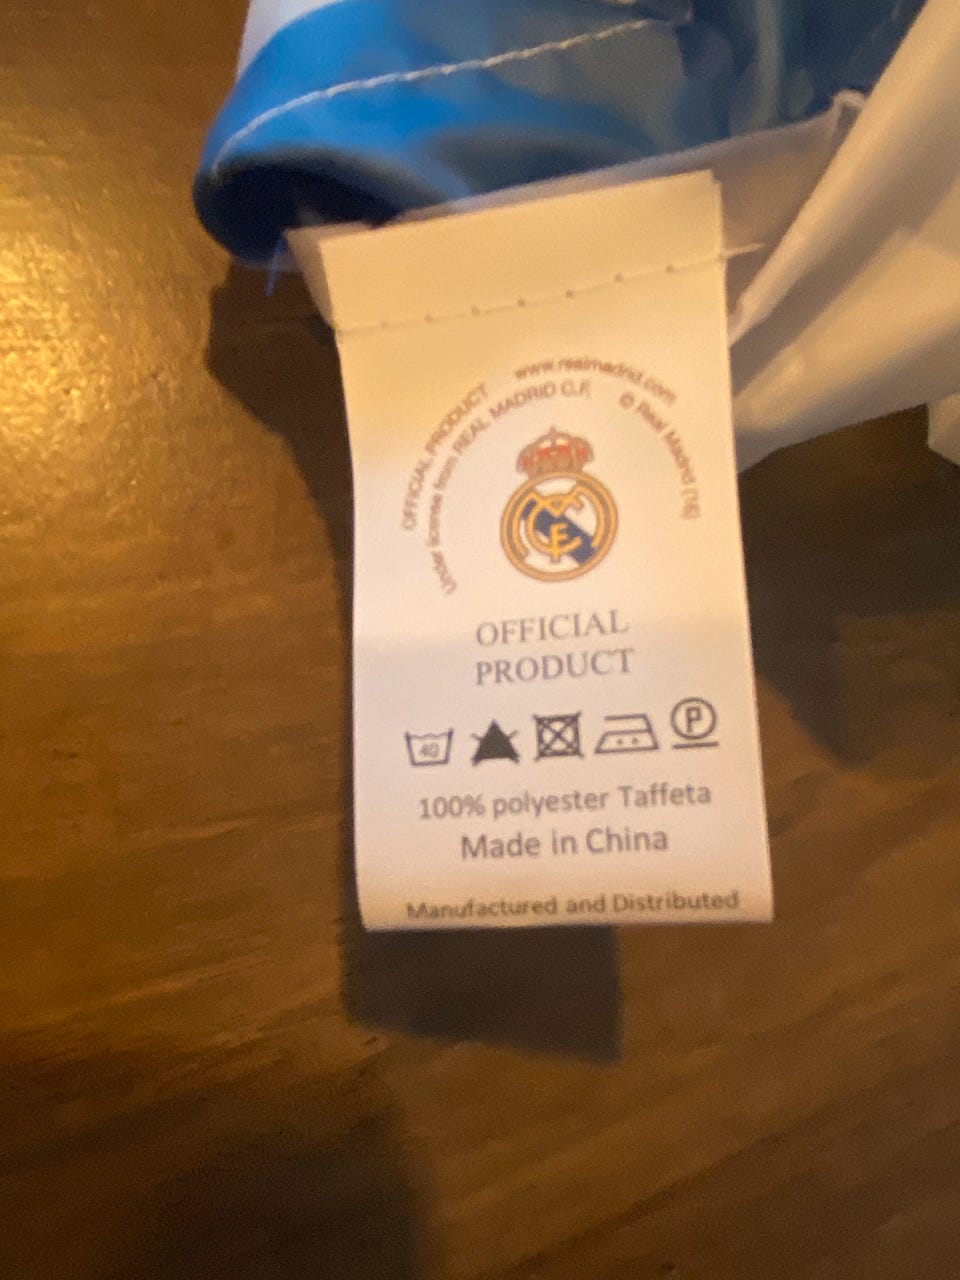 www.realmadrid.com
OFFICIAL PRODUCT
Under license from REAL MADRID C.F.
© Real Madrid (16)
OFFICIAL
PRODUCT
40
P
100% polyester Taffeta
Made in China
Manufactured and Distributed